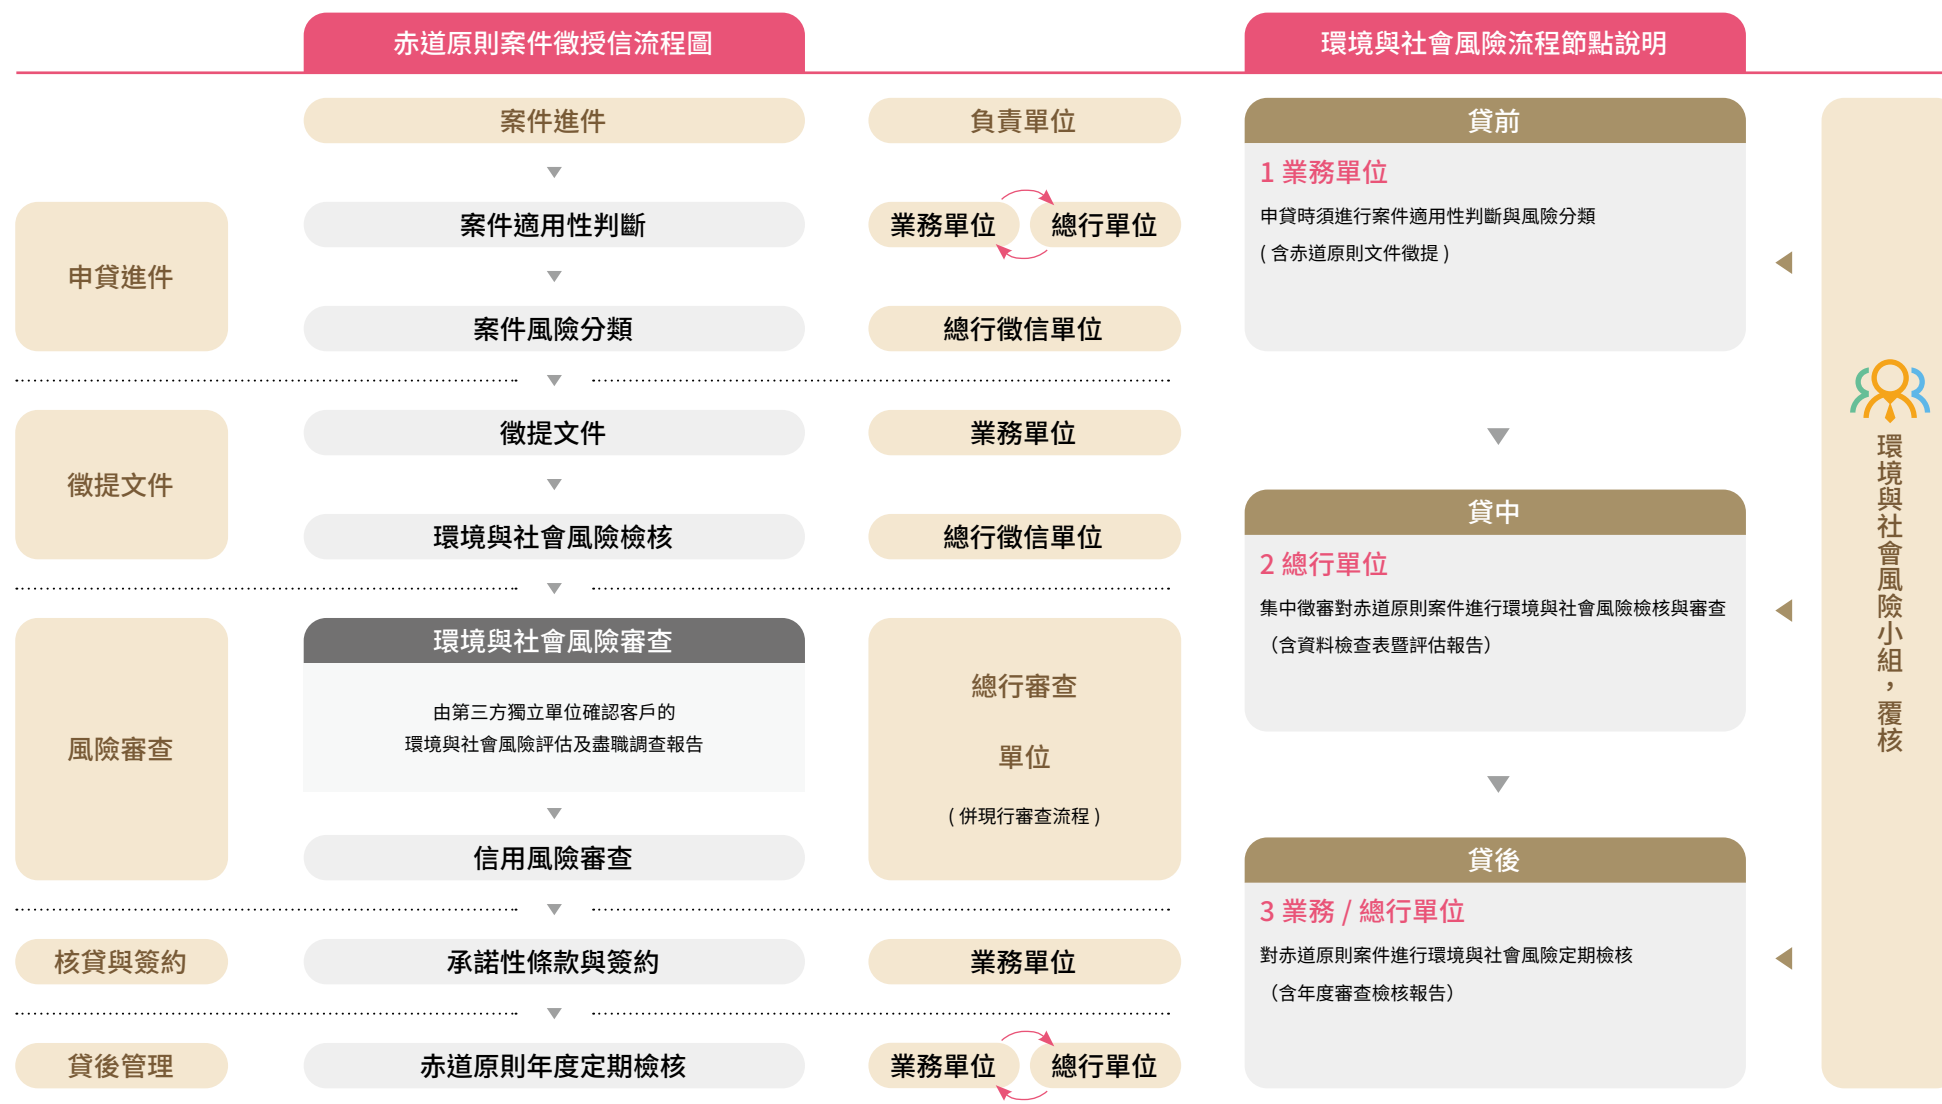 赤道原則案件徵授信流程圖
環境與社會風險流程節點說明
案件進件
負責單位
申貸進件
案件適用性判斷
業務單位
總行單位
案件風險分類
總行徵信單位
徵提文件
徵提文件
業務單位
環境與社會風險檢核
總行徵信單位
風險審查
環境與社會風險審查
由第三方獨立單位確認客戶的
環境與社會風險評估及盡職調查報告
信用風險審查
總行審查
單位
( 併現行審查流程 )
核貸與簽約
承諾性條款與簽約
業務單位
貸後管理
赤道原則年度定期檢核
業務單位
總行單位
貸前
1 業務單位
申貸時須進行案件適用性判斷與風險分類
( 含赤道原則文件徵提 )
貸中
2 總行單位
集中徵審對赤道原則案件進行環境與社會風險檢核與審查
（含資料檢查表暨評估報告）
貸後
3 業務 / 總行單位
對赤道原則案件進行環境與社會風險定期檢核
（含年度審查檢核報告）
環境與社會風險小組，覆核